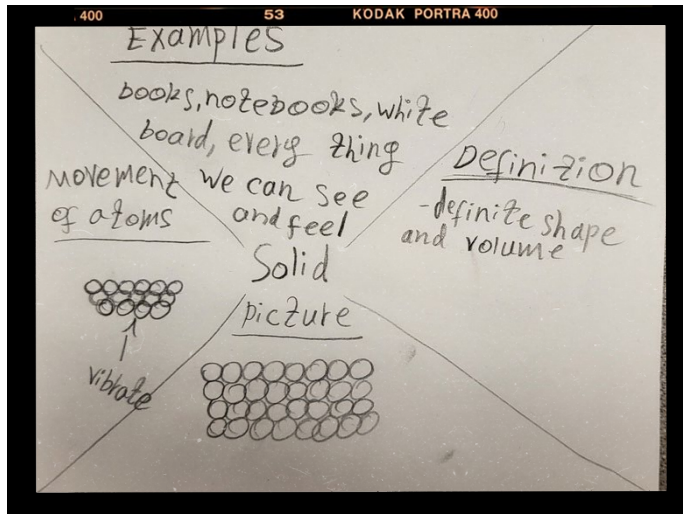 400 53 KODAK PORTRA 400
Examples
books, notebooks, white
board, every thing
we can see
and feel
Movement
of atoms
vibrate
Definition
-definite shape
and volume
Solid
picture